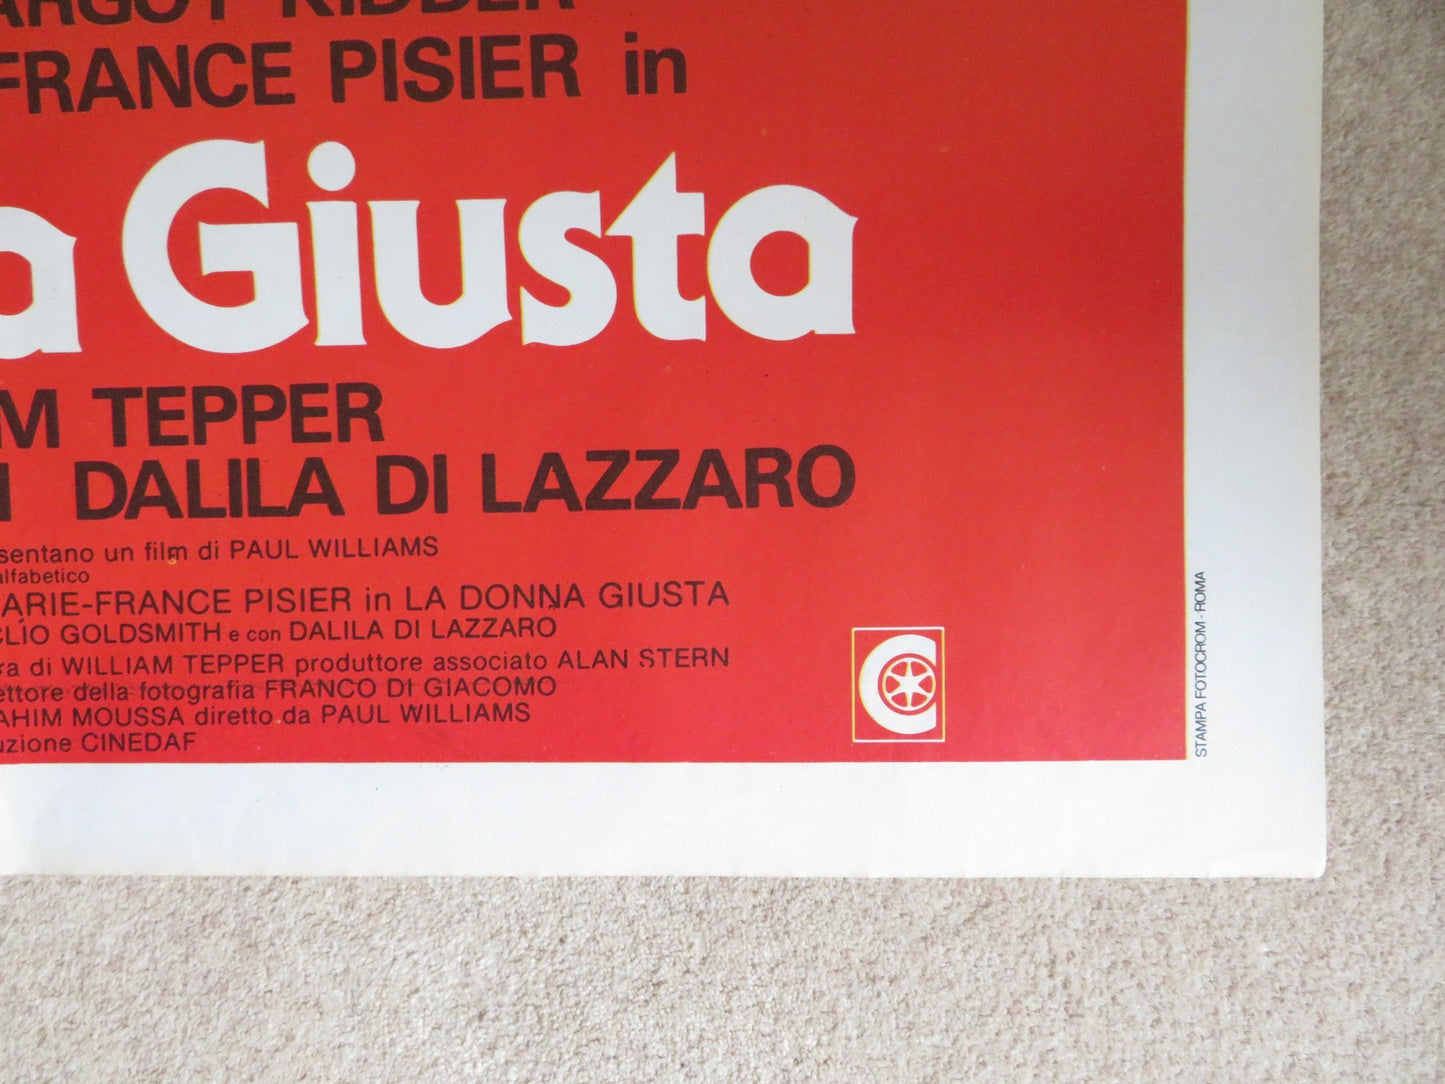 ARGOT KIDDER
FRANCE PISIER in
a Giusta
M TEPPER
DALILA DI LAZZARO
sentano un film di PAUL WILLIAMS
alfabetico
ARIE-FRANCE PISIER in LA DONNA GIUSTA
CLIO GOLDSMITH e con DALILA DI LAZZARO
ra di WILLIAM TEPPER produttore associato ALAN STERN
ettore della fotografia FRANCO DI GIACOMO
AHIM MOUSSA diretto da PAUL WILLIAMS
uzione CINEDAF
C
STAMPA FOTOCROM - ROMA